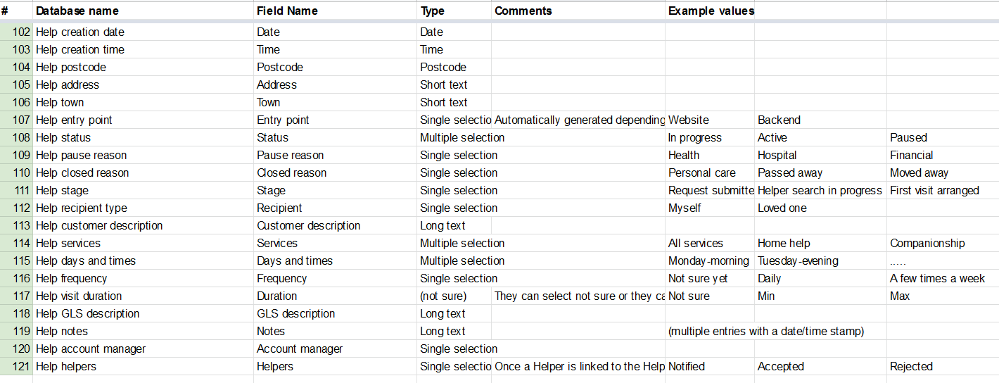 # Database name Field Name Type Comments Example values
102 Help creation date Date Date
103 Help creation time Time Time
104 Help postcode Postcode Postcode
105 Help address Address Short text
106 Help town Town Short text
107 Help entry point Entry point Single selectio Automatically generated depending Website Backend
108 Help status Status Multiple selection In progress Active Paused
109 Help pause reason Pause reason Single selection Health Hospital Financial
110 Help closed reason Closed reason Single selection Personal care Passed away Moved away
111 Help stage Stage Single selection Request submitte Helper search in progress First visit arranged
112 Help recipient type Recipient Single selection Myself Loved one
113 Help customer description Customer description Long text
114 Help services Services Multiple selection All services Home help Companionship
115 Help days and times Days and times Multiple selection Monday-morning Tuesday-evening .....
116 Help frequency Frequency Single selection Not sure yet Daily A few times a week
117 Help visit duration Duration (not sure) They can select not sure or they ca Not sure Min Max
118 Help GLS description GLS description Long text
119 Help notes Notes Long text (multiple entries with a date/time stamp)
120 Help account manager Account manager Single selection
121 Help helpers Helpers Single selectio Once a Helper is linked to the Help Notified Accepted Rejected